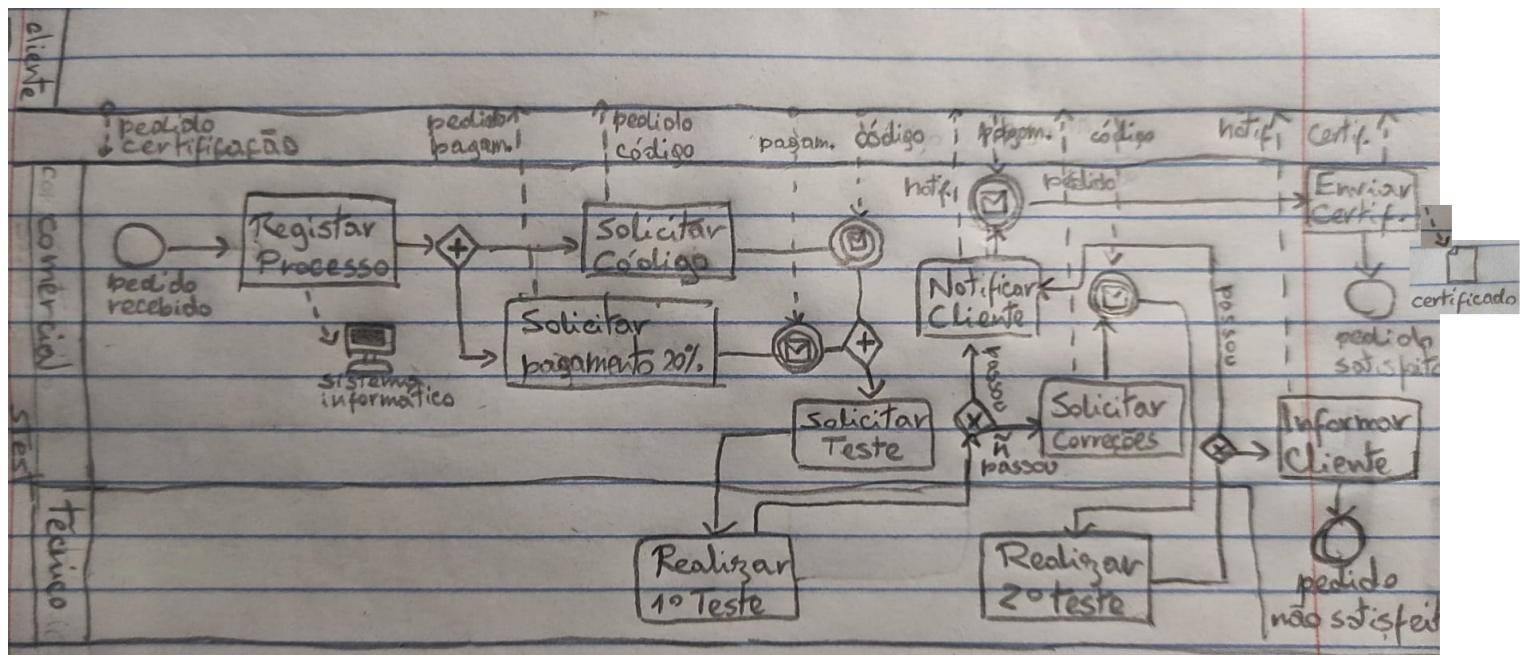 cliente
pedido
certificação
pedido
pagam.
pedido
código
pagam.
código
notif.
pagam.
pedido
código
notif.
Certif.
comercial
pedido
recebido
Registar
Processo
sistema
informático
Solicitar
Código
Solicitar
pagamento 20%
Solicitar
Teste
Notificar
Cliente
passou
ñ
passou
Solicitar
Correções
passou
Enviar
Certif.
certificado
pedido
satisfeito
Informar
Cliente
pedido
não satisfeit
técnico
Realizar
1º Teste
Realizar
2º teste